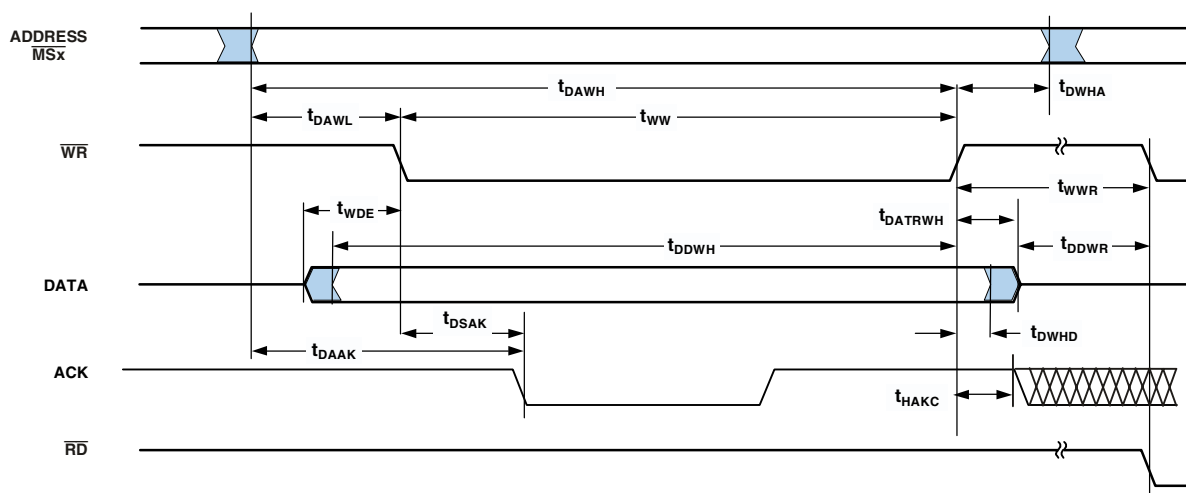 ADDRESS
MSx
tDAWH
tDWHA
tDAWL
tWW
WR
tWWR
tWDE
tDATRWH
tDDWH
tDDWR
DATA
tDSAK
tDWHD
tDAAK
ACK
tHAKC
RD